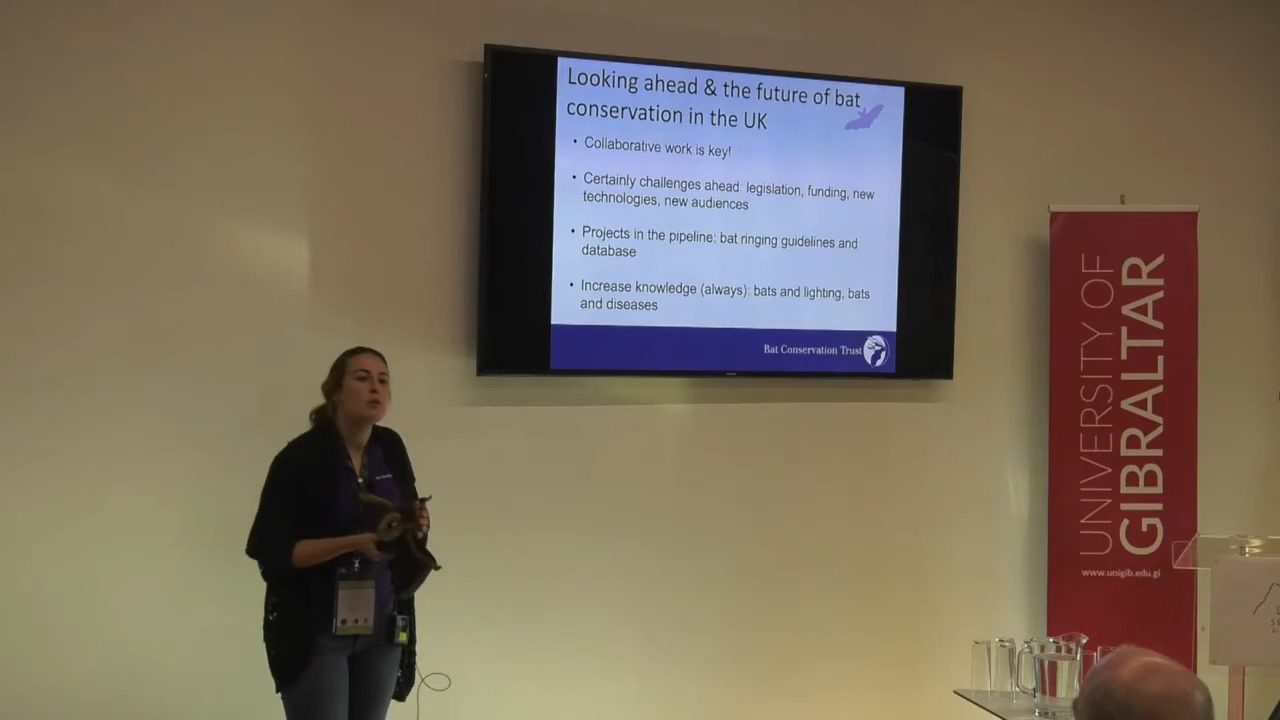 Looking ahead & the future of bat
conservation in the UK
• Collaborative work is key!
• Certainly challenges ahead: legislation, funding, new
technologies, new audiences
• Projects in the pipeline: bat ringing guidelines and
database
• Increase knowledge (always): bats and lighting, bats
and diseases
Bat Conservation Trust
UNIVERSITY OF
GIBRALTAR
www.unigib.edu.gi